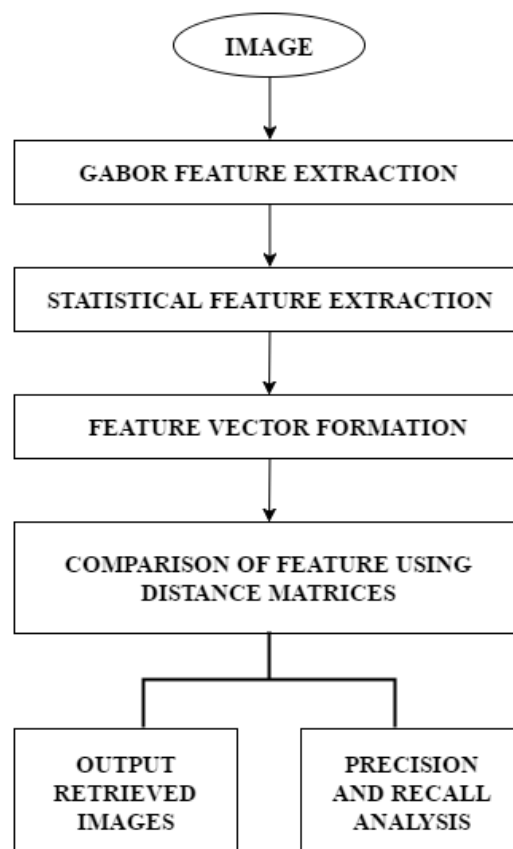 IMAGE
GABOR FEATURE EXTRACTION
STATISTICAL FEATURE EXTRACTION
FEATURE VECTOR FORMATION
COMPARISON OF FEATURE USING
DISTANCE MATRICES
OUTPUT
RETRIEVED
IMAGES
PRECISION
AND RECALL
ANALYSIS